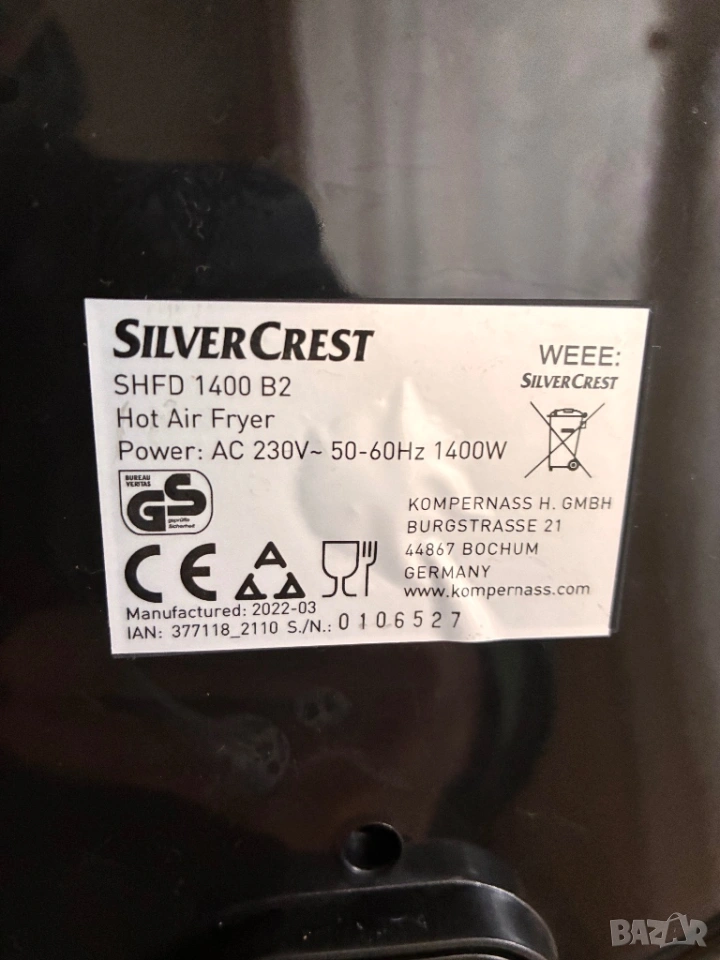 SILVERCREST
SHFD 1400 B2
Hot Air Fryer
Power: AC 230V~ 50-60Hz 1400W
WEEE:
SILVERCREST
BUREAU
VERITAS
GS
geprüfte
Sicherheit
KOMPERNASS H. GMBH
BURGSTRASSE 21
44867 BOCHUM
GERMANY
www.kompernass.com
CE
Manufactured: 2022-03
IAN: 377118_2110 S./N.: 0106527
BAZAR